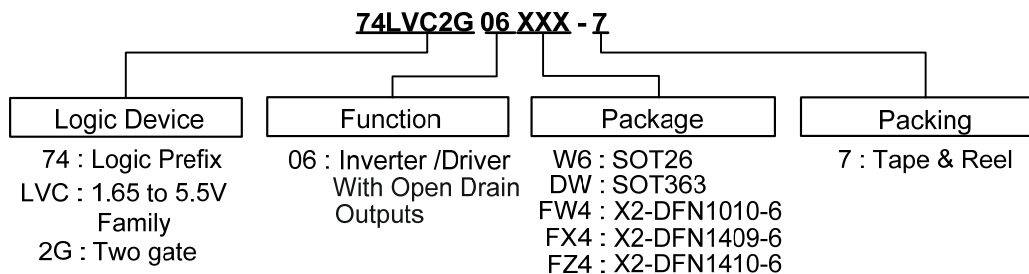 74LVC2G 06 XXX - 7
Logic Device
74 : Logic Prefix
LVC : 1.65 to 5.5V
Family
2G : Two gate
Function
06 : Inverter /Driver
With Open Drain
Outputs
Package
W6 : SOT26
DW : SOT363
FW4 : X2-DFN1010-6
FX4 : X2-DFN1409-6
FZ4 : X2-DFN1410-6
Packing
7 : Tape & Reel